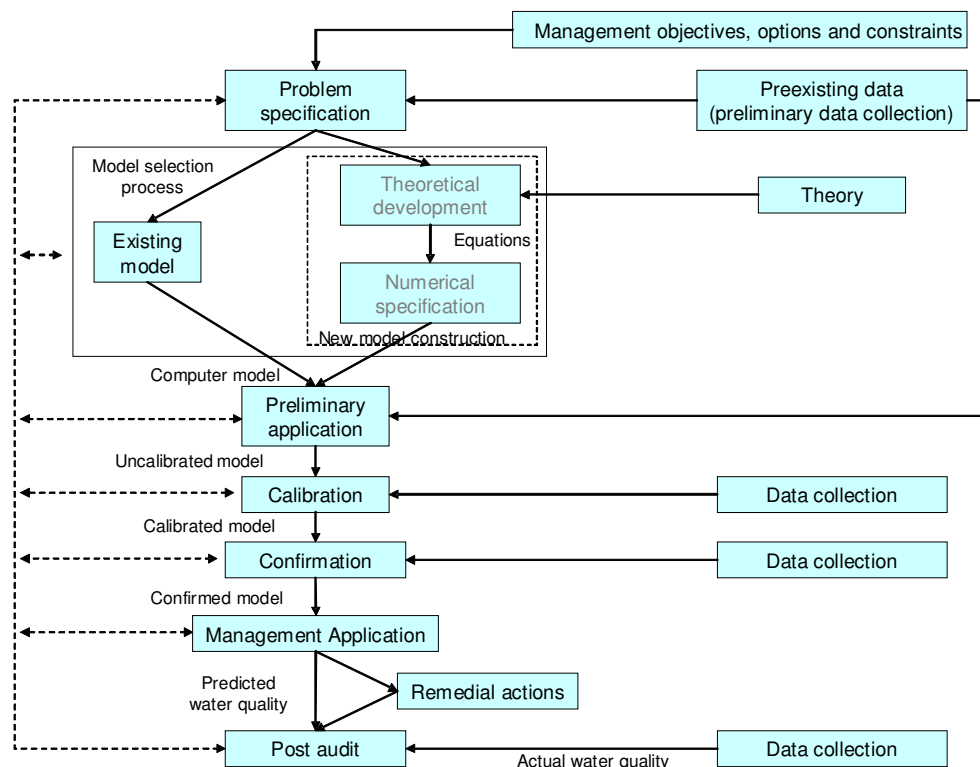 Management objectives, options and constraints
Problem
specification
Preexisting data
(preliminary data collection)
Model selection
process
Theoretical
development
Theory
Existing
model
Equations
Numerical
specification
New model construction
Computer model
Preliminary
application
Uncalibrated model
Calibration
Data collection
Calibrated model
Confirmation
Data collection
Confirmed model
Management Application
Predicted
water quality
Remedial actions
Post audit
Data collection
Actual water quality